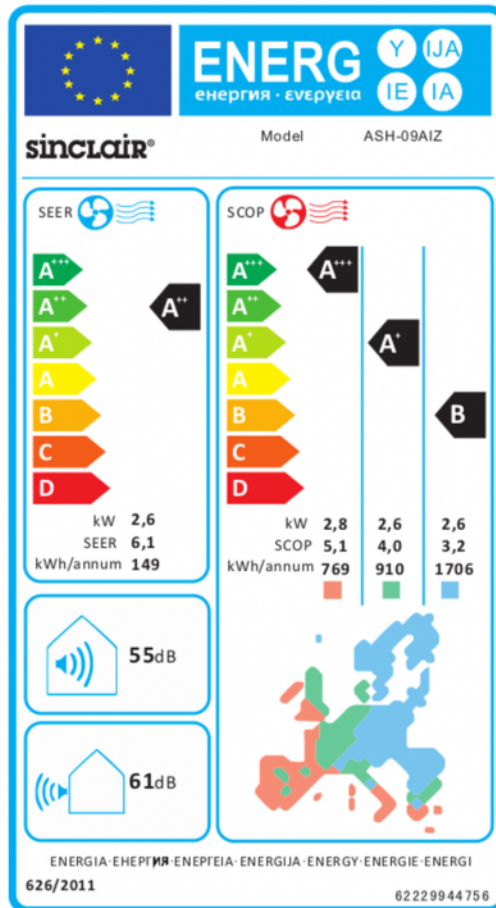 ENERG Y IJA
енергия · ενεργεια IE IA
sinclair®
Model ASH-09AIZ
SEER
A+++
A++
A+
A
B
C
D
A++
kW 2,6
SEER 6,1
kWh/annum 149
SCOP
A+++
A++
A+
A
B
C
D
A+++
A+
B
kW 2,8 2,6 2,6
SCOP 5,1 4,0 3,2
kWh/annum 769 910 1706
55dB
61dB
ENERGIA·ЕНЕРГИЯ·ΕΝΕΡΓΕΙΑ·ENERGIJA·ENERGY·ENERGIE·ENERGI
626/2011
62229944756